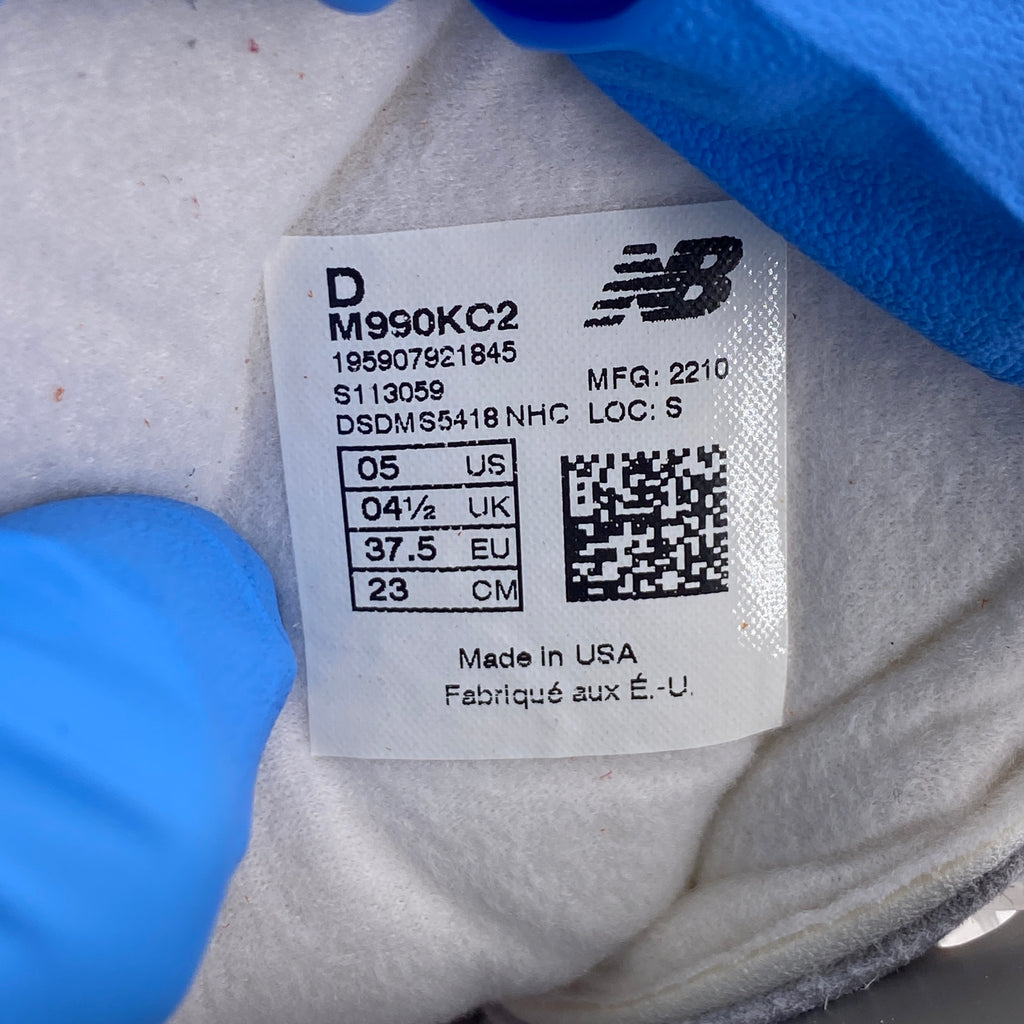 D
NB
M990KC2
195907921845
S113059
MFG: 2210
DSDMS5418 NHC LOC: S
05 US
04½ UK
37.5 EU
23 CM
Made in USA
Fabriqué aux É.-U.